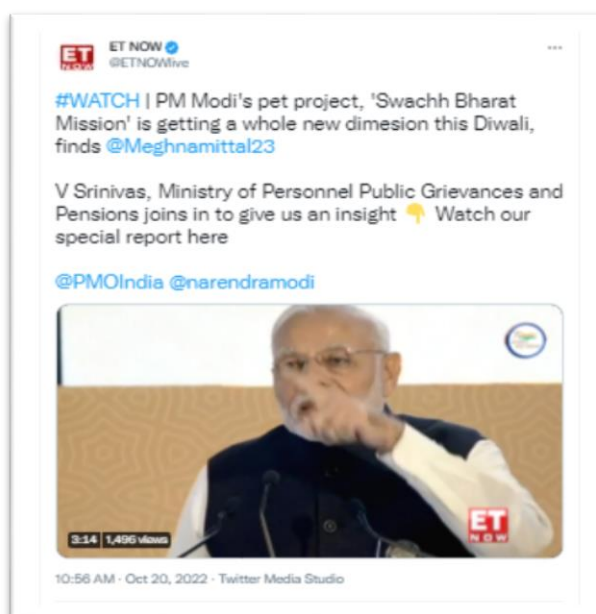 ET NOW
@ETNOWlive
#WATCH | PM Modi's pet project, 'Swachh Bharat
Mission' is getting a whole new dimesion this Diwali,
finds @Meghnamittal23
V Srinivas, Ministry of Personnel Public Grievances and
Pensions joins in to give us an insight 👇 Watch our
special report here
@PMOIndia @narendramodi
ET
NOW
3:14 1,496 views
10:56 AM · Oct 20, 2022 · Twitter Media Studio